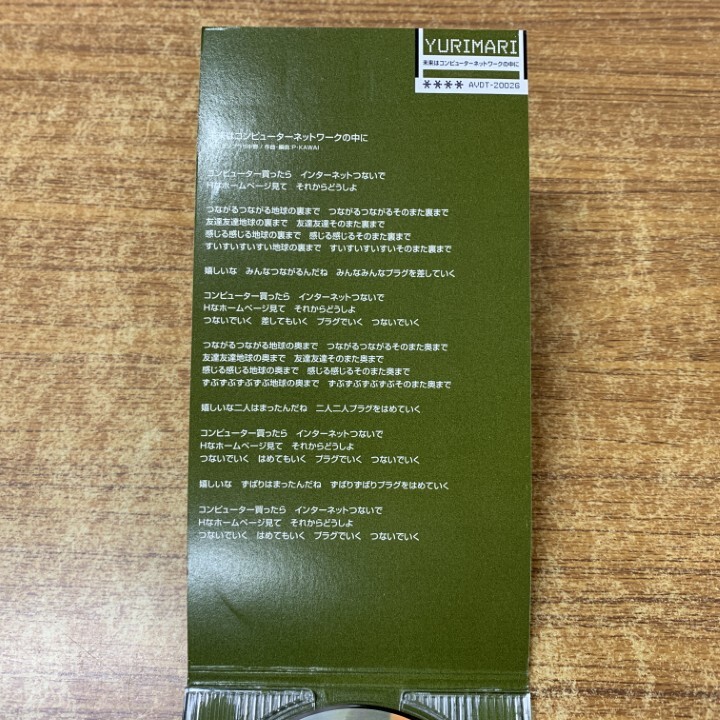 YURIMARI
未来はコンピューターネットワークの中に
**** AVDT-20026
未来はコンピューターネットワークの中に
作曲・編曲:P-KAWAI
コンピューター買ったら インターネットつないで
Hなホームページ見て それからどうしよ
つながるつながる地球の裏まで つながるつながるそのまた裏まで
友達友達地球の裏まで 友達友達そのまた裏まで
感じる感じる地球の裏まで 感じる感じるそのまた裏まで
すいすいすいすい地球の裏まで すいすいすいすいそのまた裏まで
嬉しいな みんなつながるんだね みんなみんなプラグを差していく
コンピューター買ったら インターネットつないで
Hなホームページ見て それからどうしよ
つないでいく 差してもいく プラグでいく つないでいく
つながるつながる地球の奥まで つながるつながるそのまた奥まで
友達友達地球の奥まで 友達友達そのまた奥まで
感じる感じる地球の奥まで 感じる感じるそのまた奥まで
ずぶずぶずぶずぶ地球の奥まで ずぶずぶずぶずぶそのまた奥まで
嬉しいな二人はまったんだね 二人二人プラグをはめていく
コンピューター買ったら インターネットつないで
Hなホームページ見て それからどうしよ
つないでいく はめてもいく プラグでいく つないでいく
嬉しいな ずばりはまったんだね ずばりずばりプラグをはめていく
コンピューター買ったら インターネットつないで
Hなホームページ見て それからどうしよ
つないでいく はめてもいく プラグでいく つないでいく